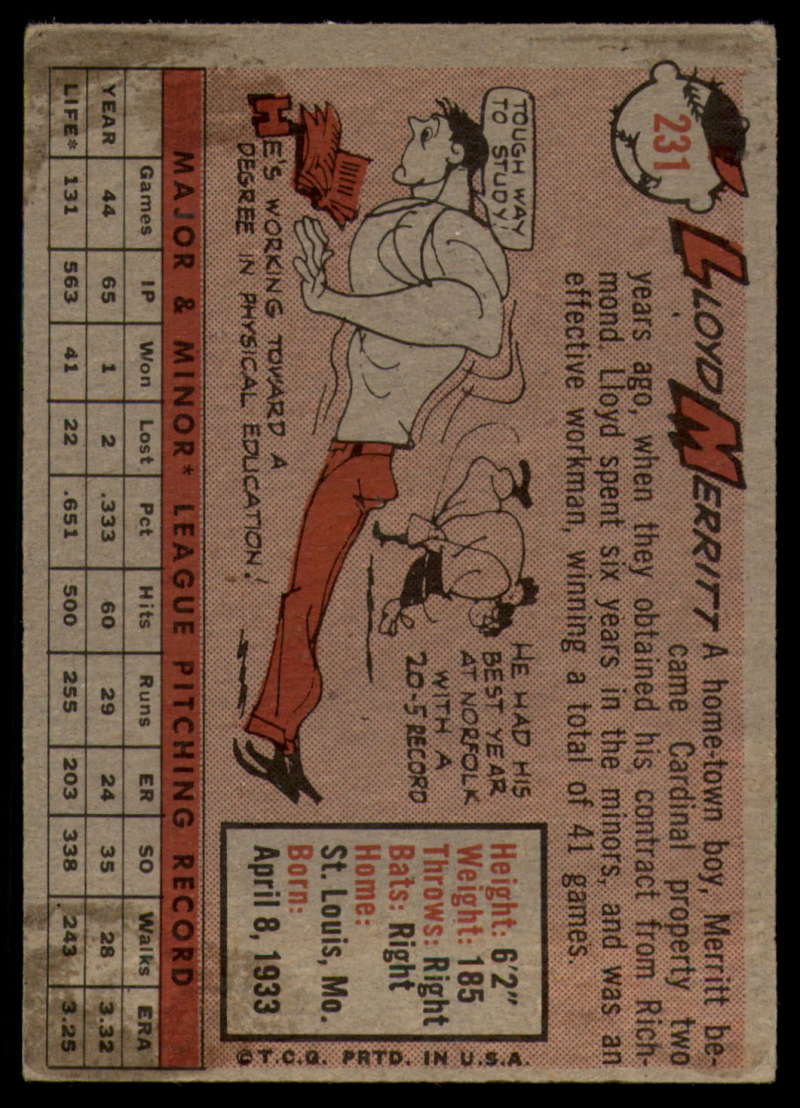 231
LLOYD MERRITT
A home-town boy, Merritt be-
came Cardinal property two
years ago, when they obtained his contract from Rich-
mond. Lloyd spent six years in the minors, and was an
effective workman, winning a total of 41 games.
TOUGH WAY
TO STUDY!
HE'S WORKING TOWARD A
DEGREE IN PHYSICAL EDUCATION!
HE HAD HIS
BEST YEAR
AT NORFOLK
WITH A
20-5 RECORD
Height: 6'2"
Weight: 185
Throws: Right
Bats: Right
Home:
St. Louis, Mo.
Born:
April 8, 1933
© T.C.G. PRTD. IN U.S.A.
MAJOR & MINOR* LEAGUE PITCHING RECORD
Games IP Won Lost Pct Hits Runs ER SO Walks ERA
YEAR 44 65 1 2 .333 60 29 24 35 28 3.32
LIFE* 131 563 41 22 .651 500 255 203 338 243 3.25